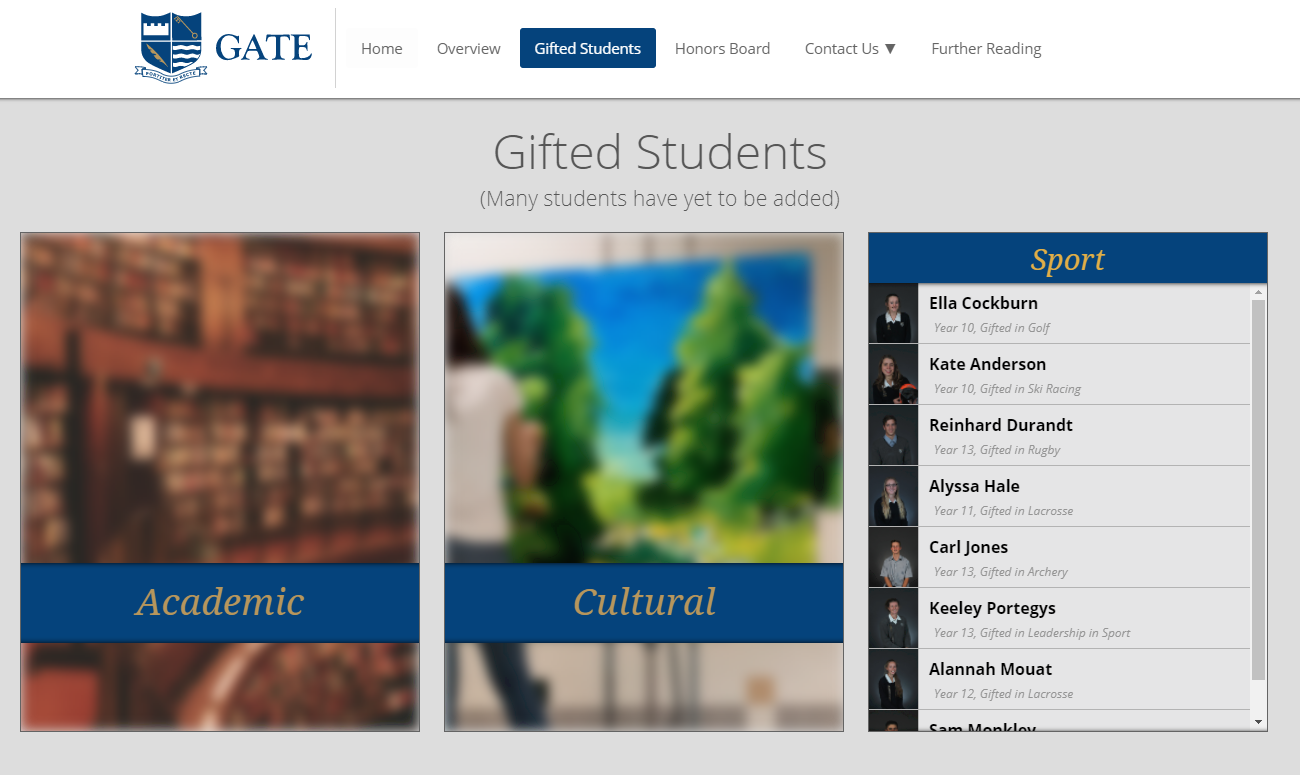 GATE
FORTITER ET RECTE
Home
Overview
Gifted Students
Honors Board
Contact Us ▼
Further Reading
Gifted Students
(Many students have yet to be added)
Academic
Cultural
Sport
Ella Cockburn
Year 10, Gifted in Golf
Kate Anderson
Year 10, Gifted in Ski Racing
Reinhard Durandt
Year 13, Gifted in Rugby
Alyssa Hale
Year 11, Gifted in Lacrosse
Carl Jones
Year 13, Gifted in Archery
Keeley Portegys
Year 13, Gifted in Leadership in Sport
Alannah Mouat
Year 12, Gifted in Lacrosse
Sam Monkley